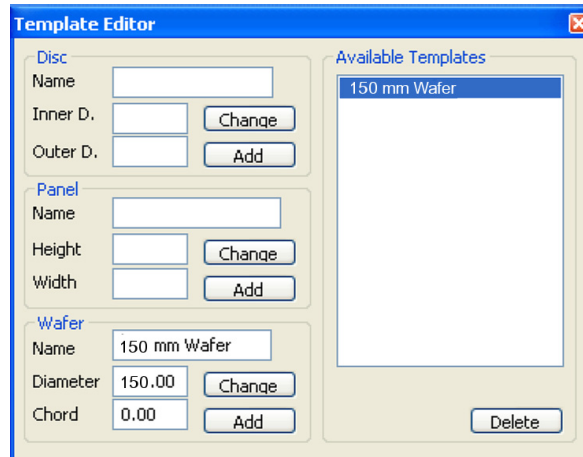 Template Editor
Disc
Name
Inner D.
Change
Outer D.
Add
Panel
Name
Height
Change
Width
Add
Wafer
Name 150 mm Wafer
Diameter 150.00 Change
Chord 0.00 Add
Available Templates
150 mm Wafer
Delete